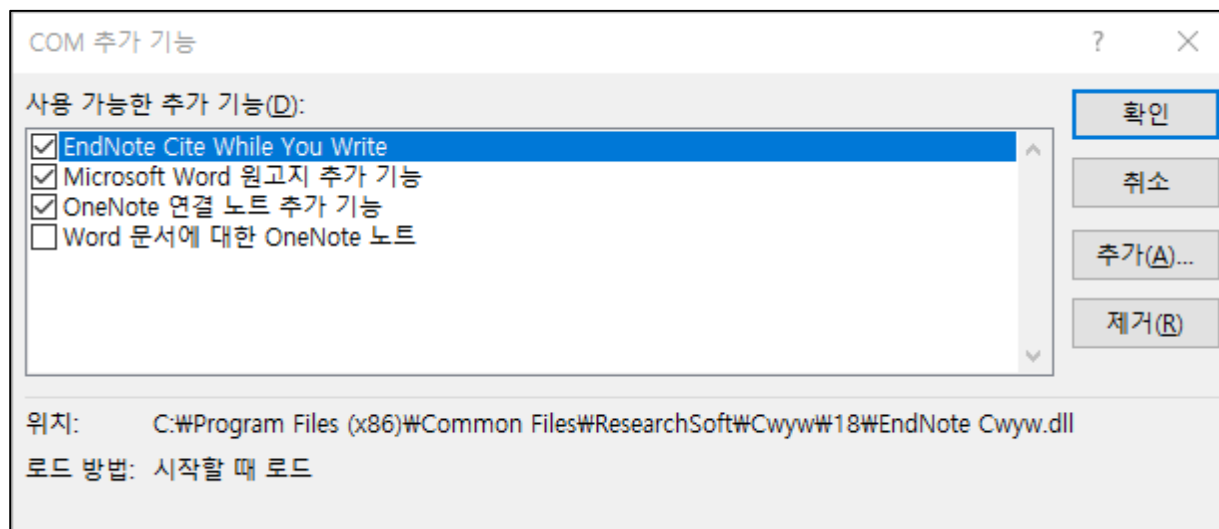 COM 추가 기능
사용 가능한 추가 기능(D):
EndNote Cite While You Write
Microsoft Word 원고지 추가 기능
OneNote 연결 노트 추가 기능
Word 문서에 대한 OneNote 노트
확인
취소
추가(A)...
제거(R)
위치: C:₩Program Files (x86)₩Common Files₩ResearchSoft₩Cwyw₩18₩EndNote Cwyw.dll
로드 방법: 시작할 때 로드